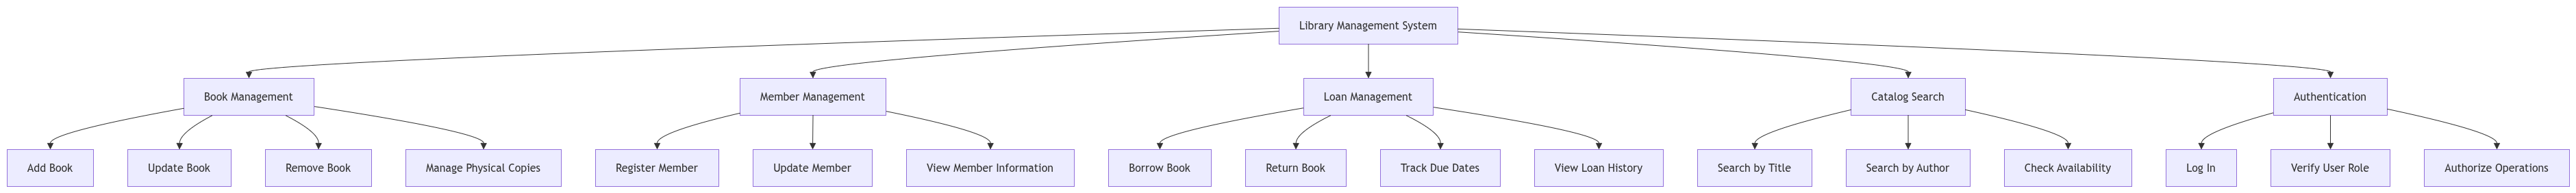 Library Management System
Book Management
Member Management
Loan Management
Catalog Search
Authentication
Add Book
Update Book
Remove Book
Manage Physical Copies
Register Member
Update Member
View Member Information
Borrow Book
Return Book
Track Due Dates
View Loan History
Search by Title
Search by Author
Check Availability
Log In
Verify User Role
Authorize Operations